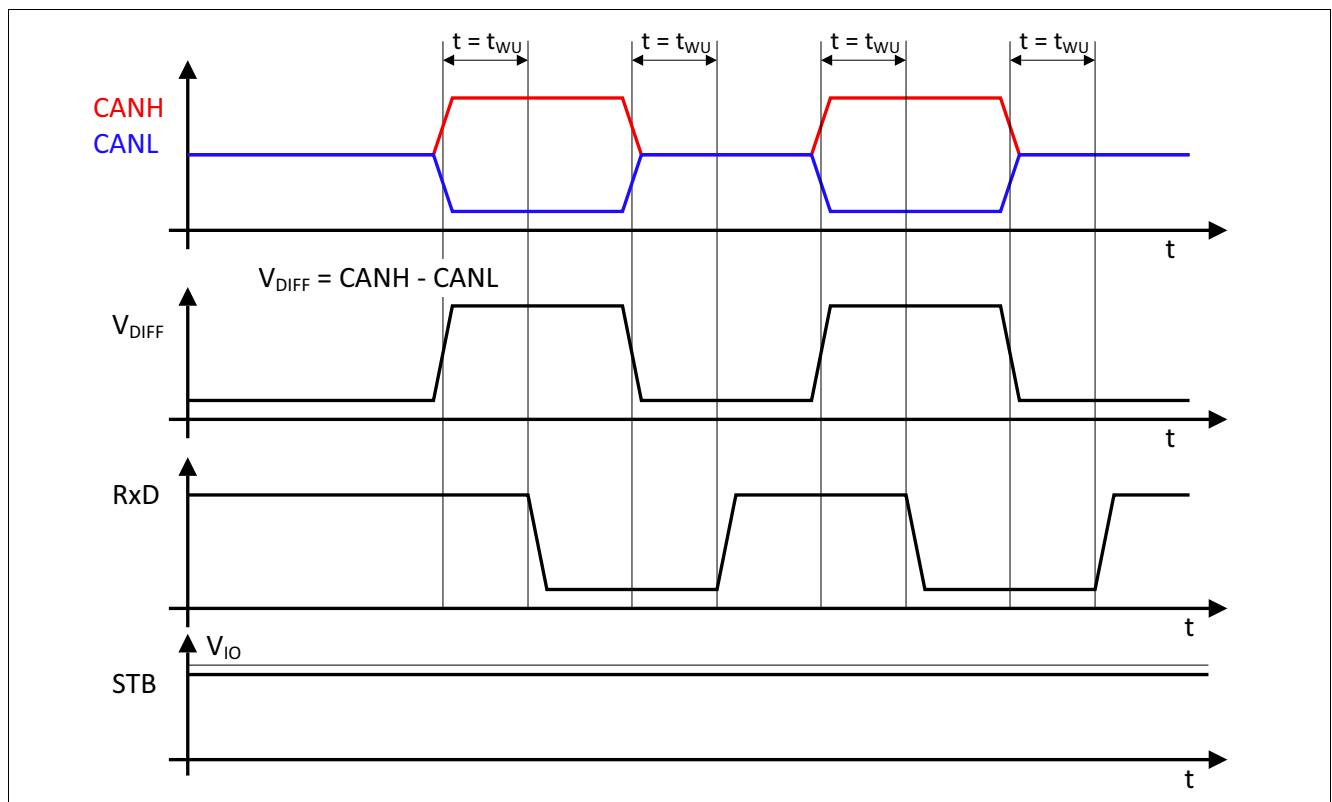 t = tWU t = tWU t = tWU t = tWU
CANH
CANL
t
VDIFF = CANH - CANL
VDIFF
t
RxD
t
VIO
STB
t